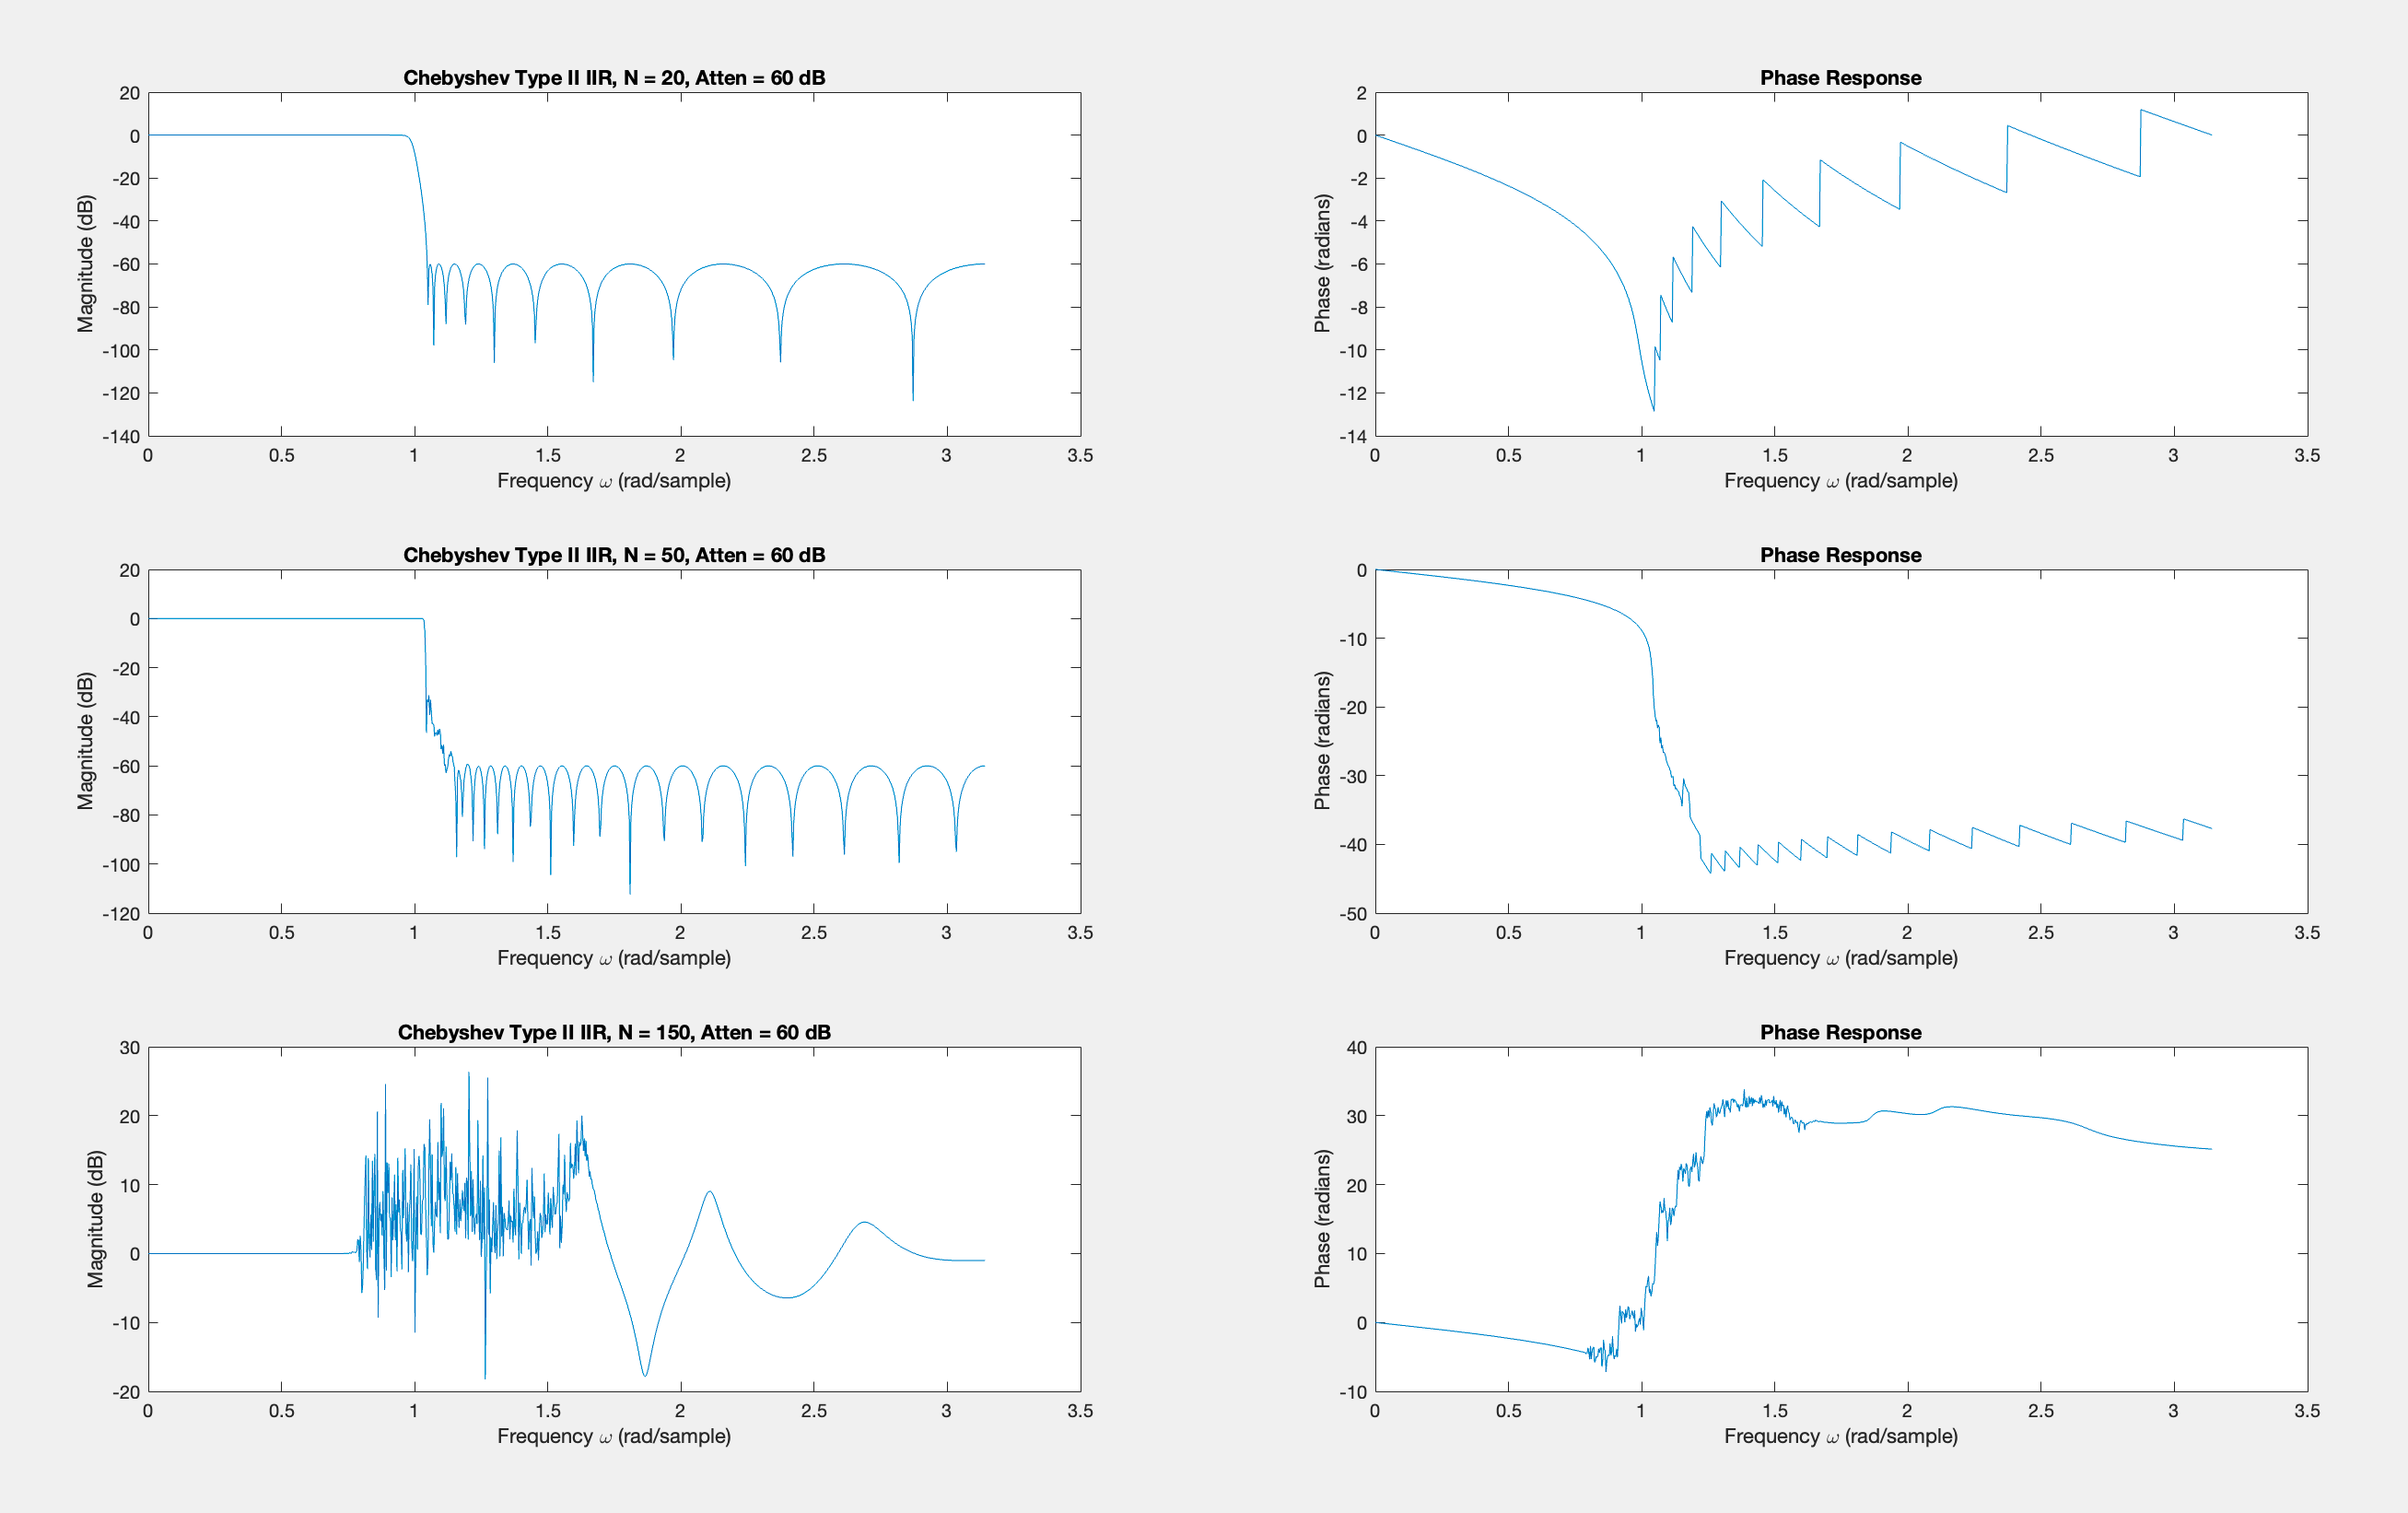 Chebyshev Type II IIR, N = 20, Atten = 60 dB
20
0
-20
-40
-60
-80
-100
-120
-140
Magnitude (dB)
0 0.5 1 1.5 2 2.5 3 3.5
Frequency ω (rad/sample)
Phase Response
2
0
-2
-4
-6
-8
-10
-12
-14
Phase (radians)
0 0.5 1 1.5 2 2.5 3 3.5
Frequency ω (rad/sample)
Chebyshev Type II IIR, N = 50, Atten = 60 dB
20
0
-20
-40
-60
-80
-100
-120
Magnitude (dB)
0 0.5 1 1.5 2 2.5 3 3.5
Frequency ω (rad/sample)
Phase Response
0
-10
-20
-30
-40
-50
Phase (radians)
0 0.5 1 1.5 2 2.5 3 3.5
Frequency ω (rad/sample)
Chebyshev Type II IIR, N = 150, Atten = 60 dB
30
20
10
0
-10
-20
Magnitude (dB)
0 0.5 1 1.5 2 2.5 3 3.5
Frequency ω (rad/sample)
Phase Response
40
30
20
10
0
-10
Phase (radians)
0 0.5 1 1.5 2 2.5 3 3.5
Frequency ω (rad/sample)